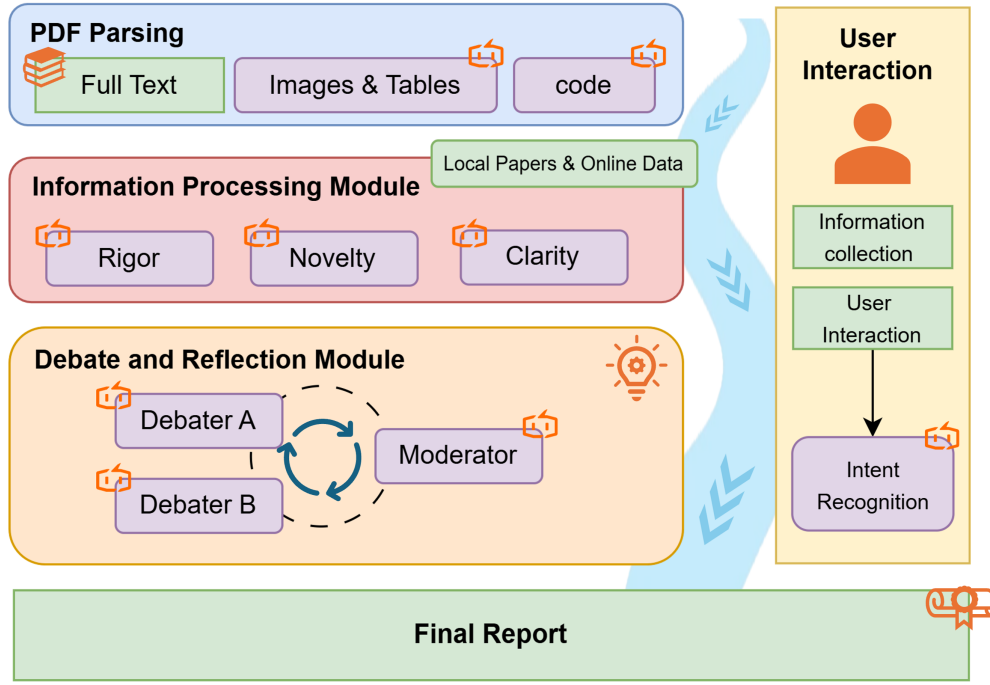 PDF Parsing
Full Text
Images & Tables
code
Local Papers & Online Data
Information Processing Module
Rigor
Novelty
Clarity
Debate and Reflection Module
Debater A
Debater B
Moderator
User
Interaction
Information
collection
User
Interaction
Intent
Recognition
Final Report